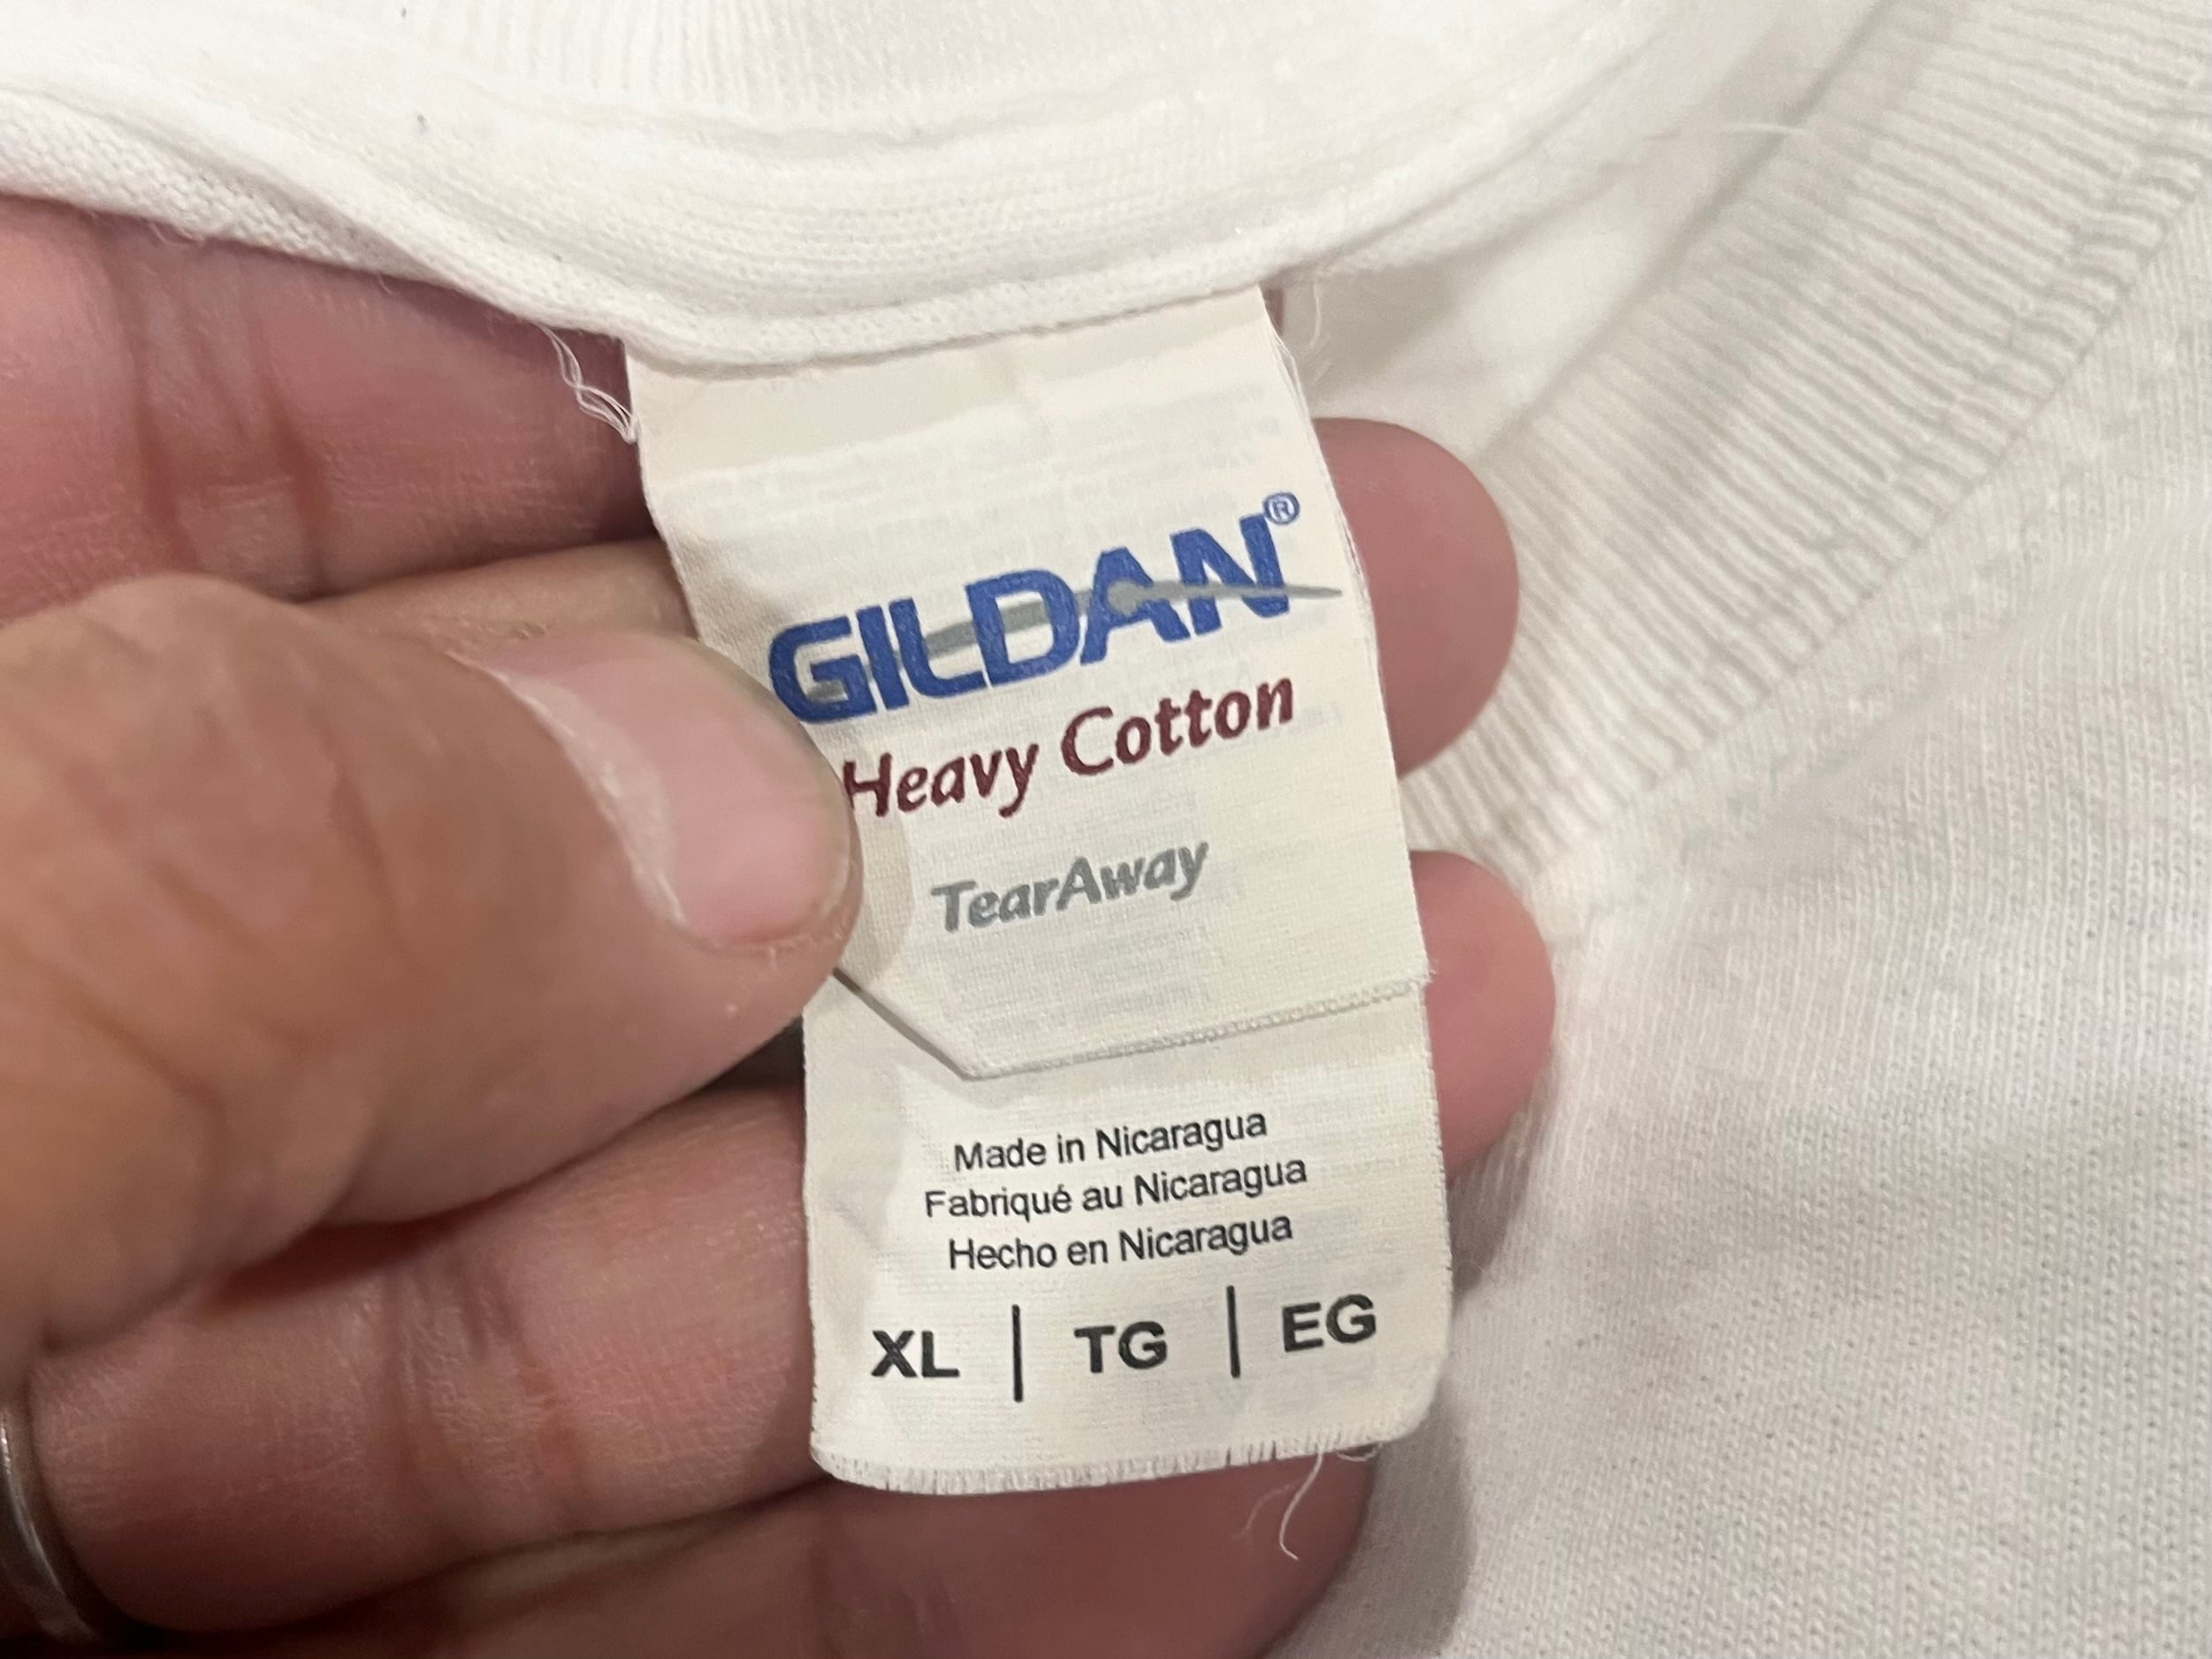 GILDAN®
Heavy Cotton
TearAway
Made in Nicaragua
Fabriqué au Nicaragua
Hecho en Nicaragua
XL | TG | EG